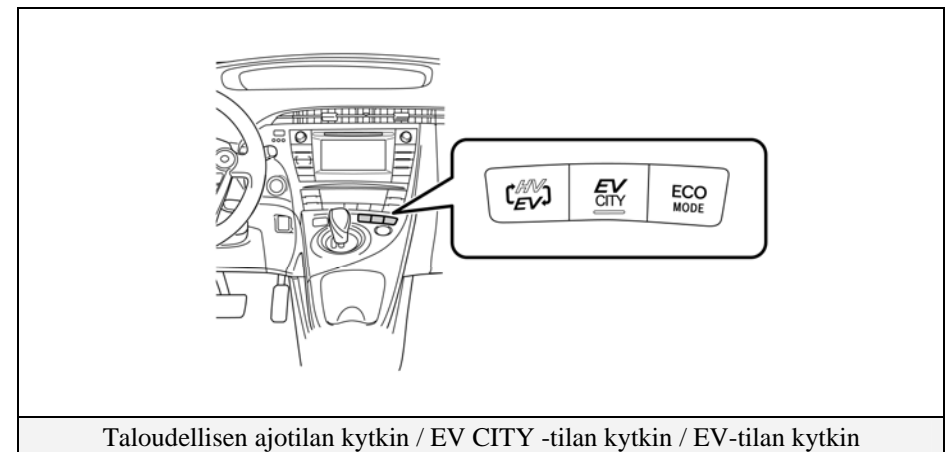 HV
EV
EV
CITY
ECO
MODE
Taloudellisen ajotilan kytkin / EV CITY -tilan kytkin / EV-tilan kytkin